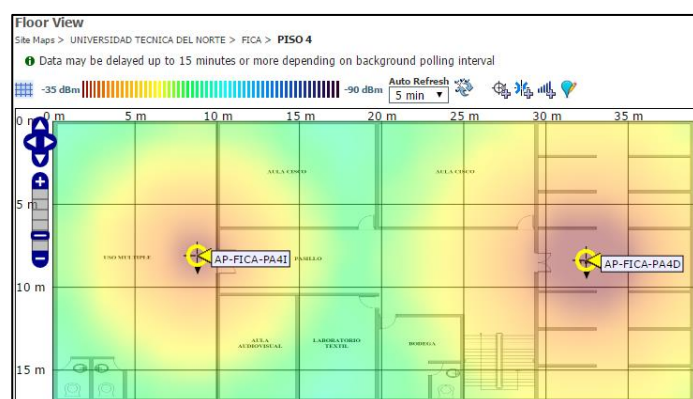 Floor View
Site Maps > UNIVERSIDAD TECNICA DEL NORTE > FICA > PISO 4
Data may be delayed up to 15 minutes or more depending on background polling interval
-35 dBm -90 dBm Auto Refresh
5 min
0 m 0 m 5 m 10 m 15 m 20 m 25 m 30 m 35 m
AULA CISCO AULA CISCO
5 m
USO MULTIPLE PASILLO
AP-FICA-PA4I AP-FICA-PA4D
10 m
AULA AUDIOVISUAL LABORATORIO TEXTIL BODEGA
15 m